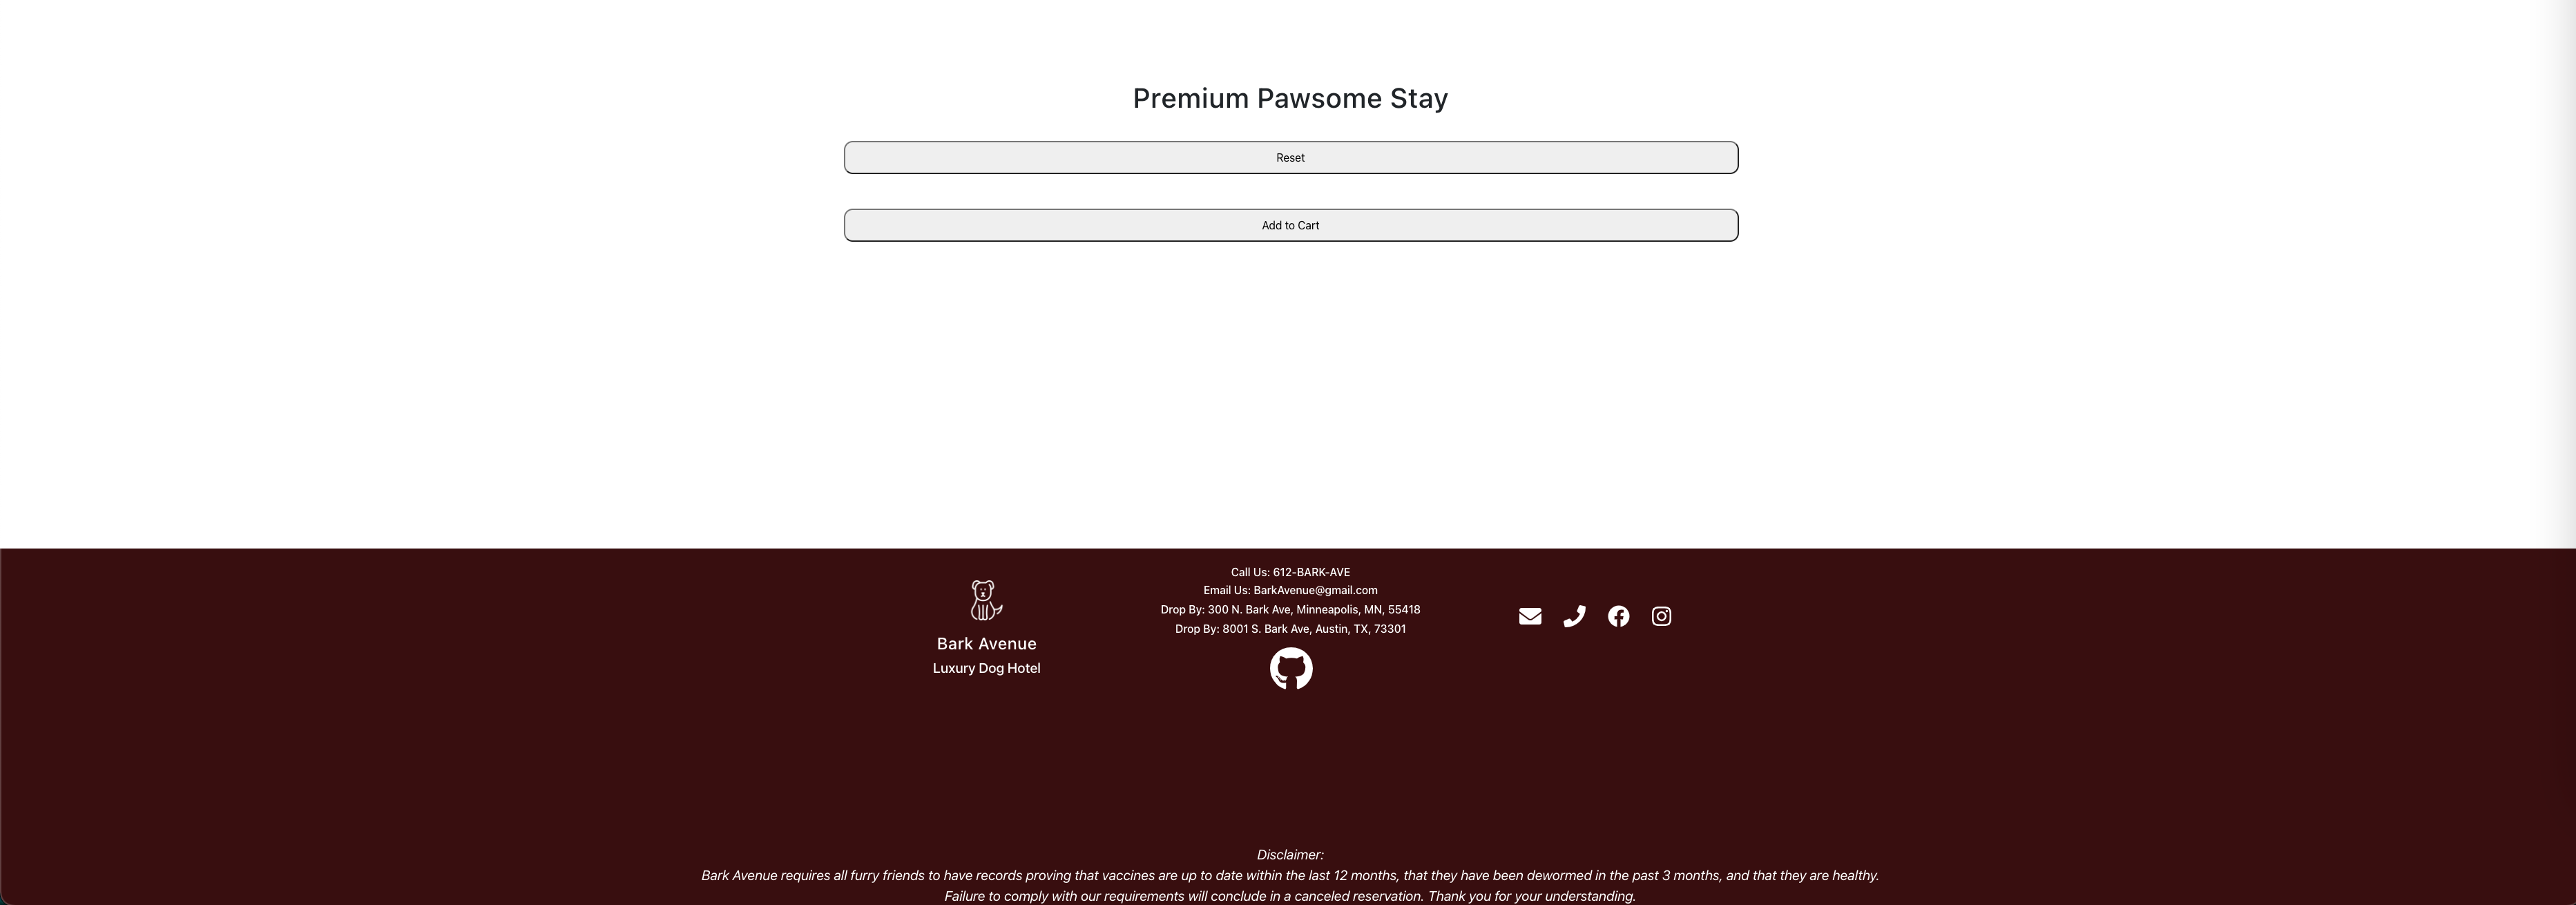 Premium Pawsome Stay
Reset
Add to Cart
Call Us: 612-BARK-AVE
Email Us: BarkAvenue@gmail.com
Drop By: 300 N. Bark Ave, Minneapolis, MN, 55418
Drop By: 8001 S. Bark Ave, Austin, TX, 73301
Bark Avenue
Luxury Dog Hotel
Disclaimer:
Bark Avenue requires all furry friends to have records proving that vaccines are up to date within the last 12 months, that they have been dewormed in the past 3 months, and that they are healthy.
Failure to comply with our requirements will conclude in a canceled reservation. Thank you for your understanding.